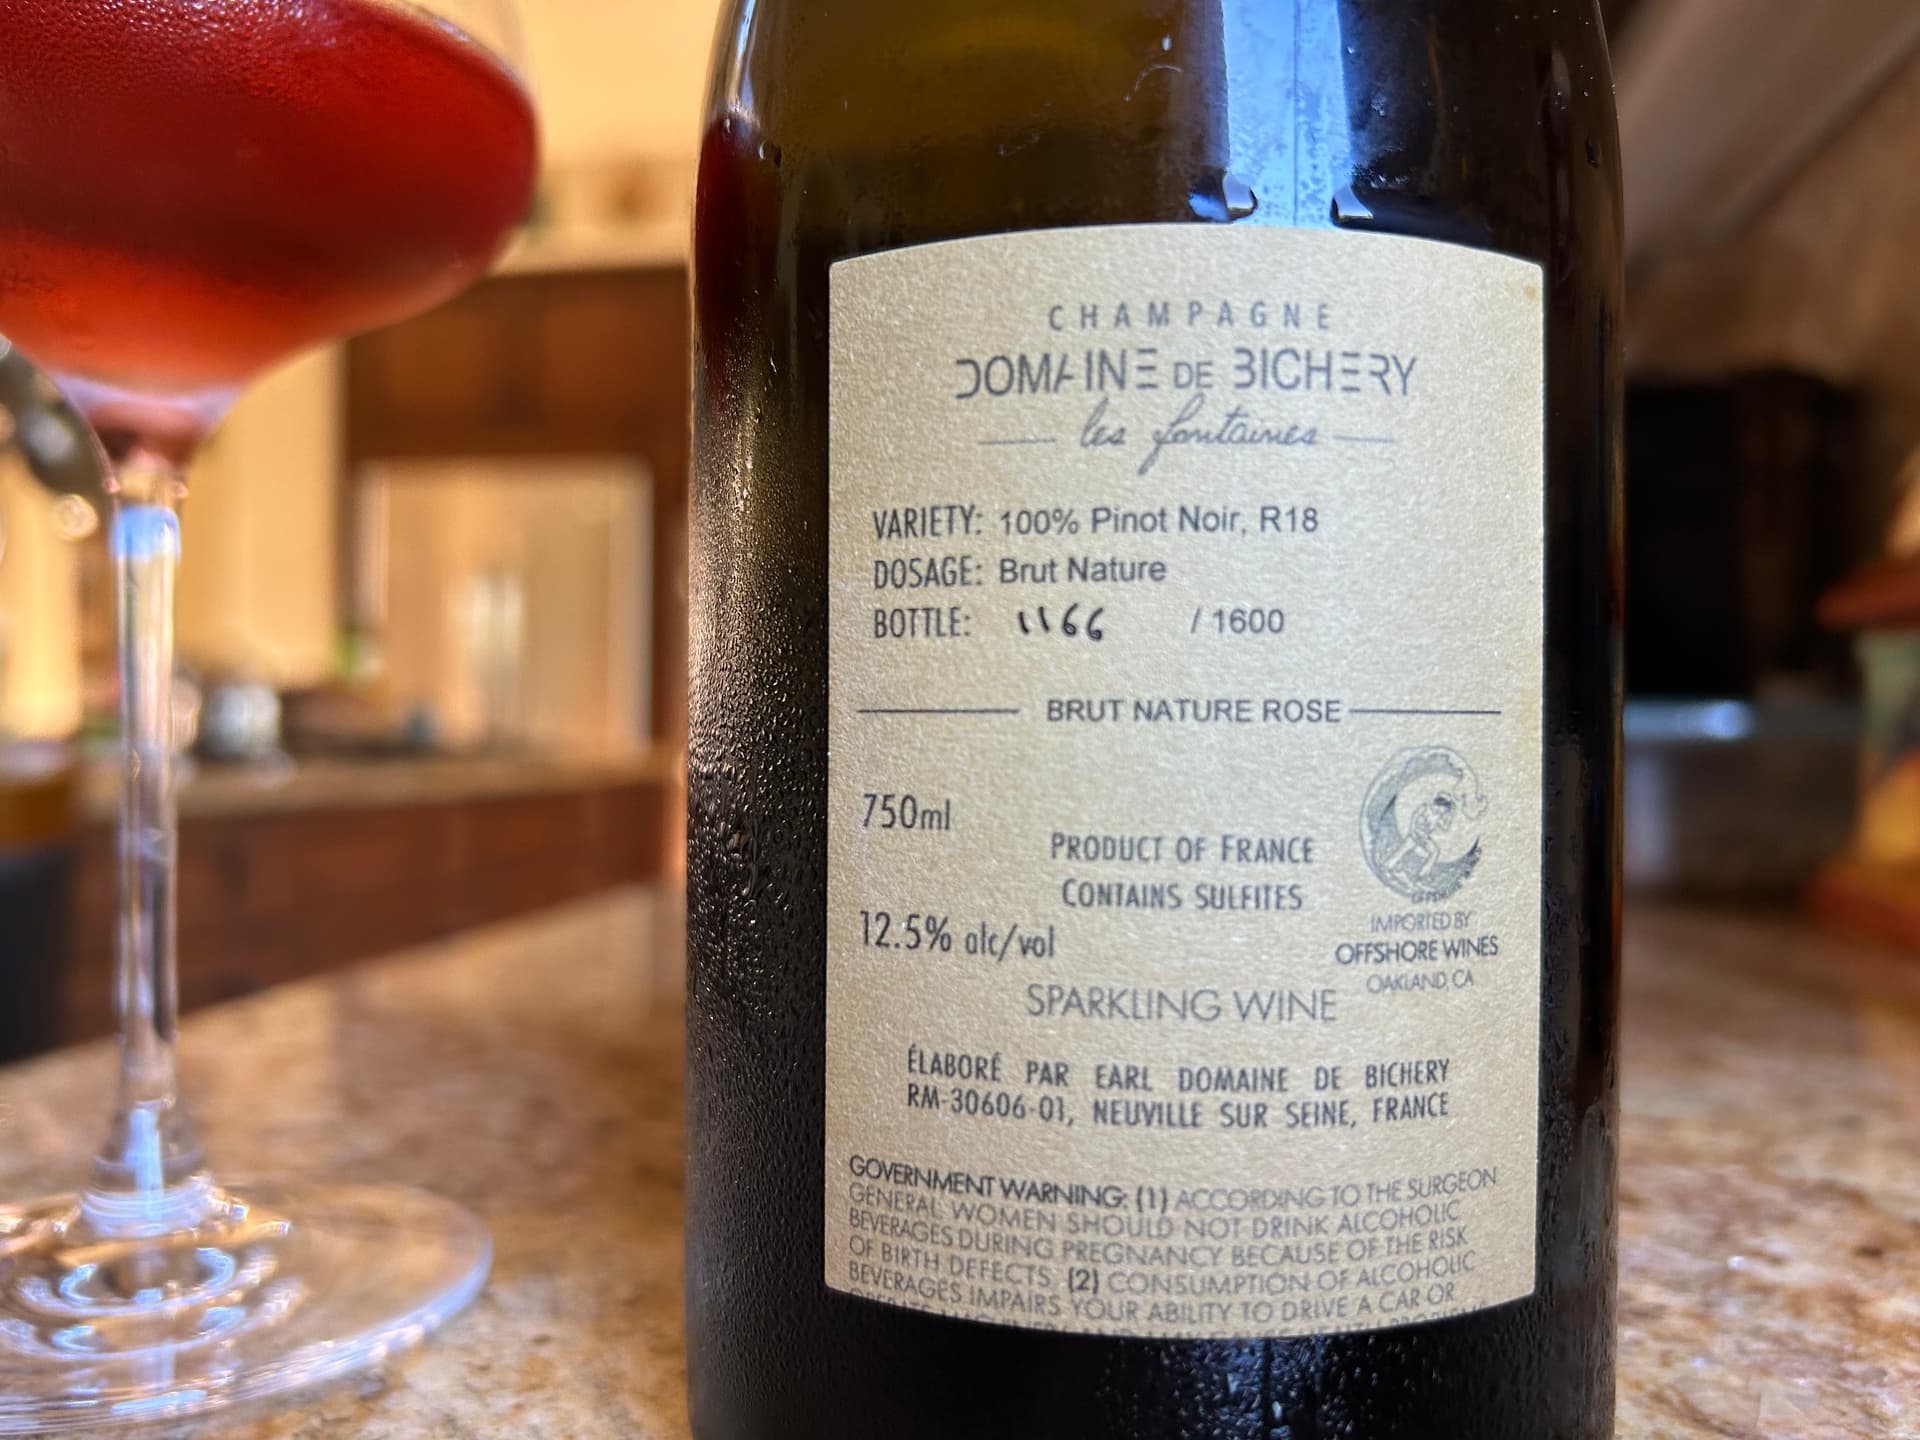 CHAMPAGNE
DOMAINE DE BICHERY
les fontaines
VARIETY: 100% Pinot Noir, R18
DOSAGE: Brut Nature
BOTTLE: 1166 / 1600
BRUT NATURE ROSE
750ml
PRODUCT OF FRANCE
CONTAINS SULFITES
12.5% alc/vol
IMPORTED BY
OFFSHORE WINES
OAKLAND, CA
SPARKLING WINE
ÉLABORÉ PAR EARL DOMAINE DE BICHERY
RM-30606-01, NEUVILLE SUR SEINE, FRANCE
GOVERNMENT WARNING: (1) ACCORDING TO THE SURGEON
GENERAL, WOMEN SHOULD NOT DRINK ALCOHOLIC
BEVERAGES DURING PREGNANCY BECAUSE OF THE RISK
OF BIRTH DEFECTS. (2) CONSUMPTION OF ALCOHOLIC
BEVERAGES IMPAIRS YOUR ABILITY TO DRIVE A CAR OR